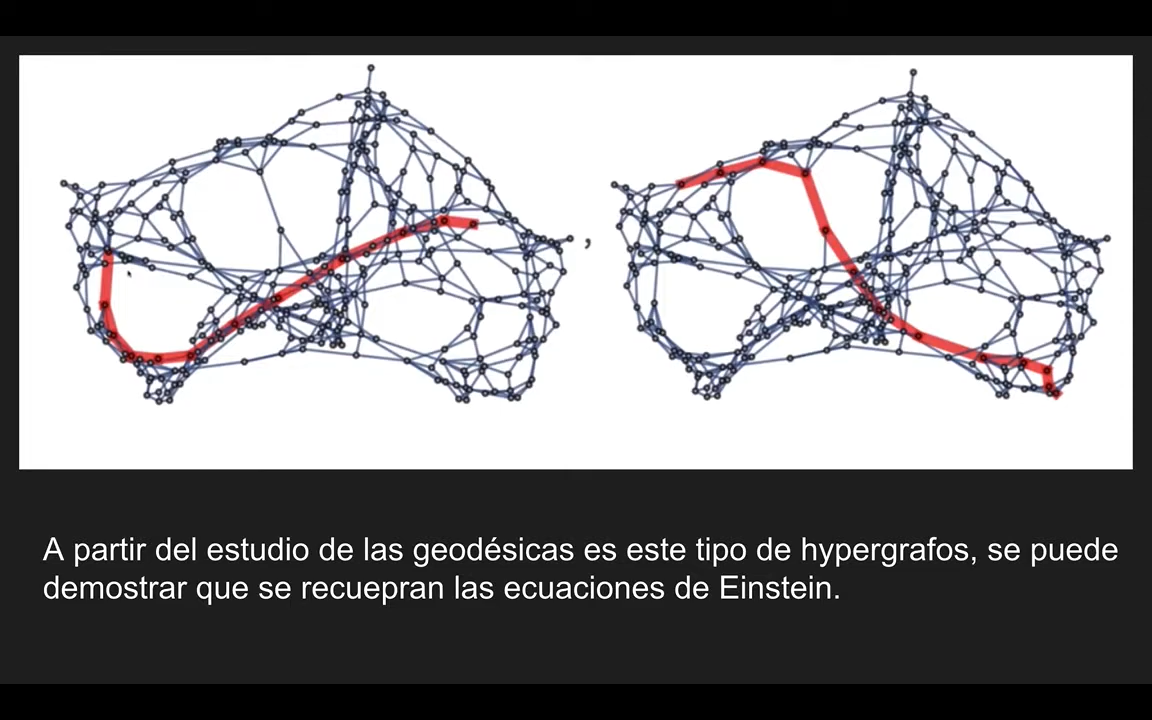 ,
A partir del estudio de las geodésicas es este tipo de hypergrafos, se puede
demostrar que se recuepran las ecuaciones de Einstein.